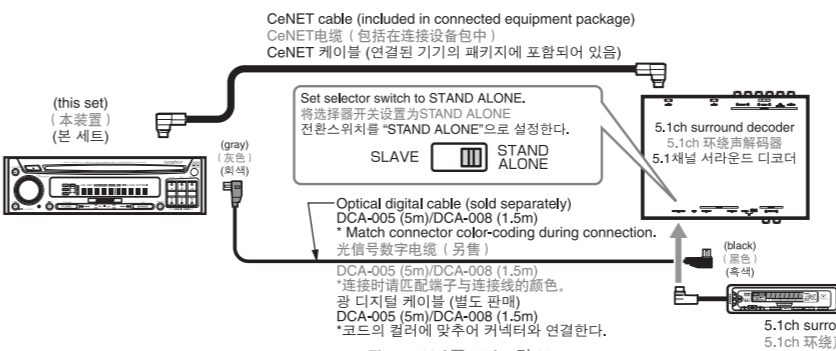 CeNET cable (included in connected equipment package)
CeNET电缆（包括在连接设备包中）
CeNET 케이블 (연결된 기기의 패키지에 포함되어 있음)
(this set)
（本装置）
(본 세트)
Set selector switch to STAND ALONE.
将选择器开关设置为STAND ALONE
전환스위치를 “STAND ALONE”으로 설정한다.
SLAVE
STAND
ALONE
5.1ch surround decoder
5.1ch 环绕声解码器
5.1채널 서라운드 디코더
(gray)
（灰色）
(회색)
Optical digital cable (sold separately)
DCA-005 (5m)/DCA-008 (1.5m)
* Match connector color-coding during connection.
光信号数字电缆（另售）
DCA-005 (5m)/DCA-008 (1.5m)
*连接时请匹配端子与连接线的颜色。
광 디지털 케이블 (별도 판매)
DCA-005 (5m)/DCA-008 (1.5m)
*코드의 컬러에 맞추어 커넥터와 연결한다.
(black)
（黑色）
(흑색)
5.1ch surro
5.1ch 环绕